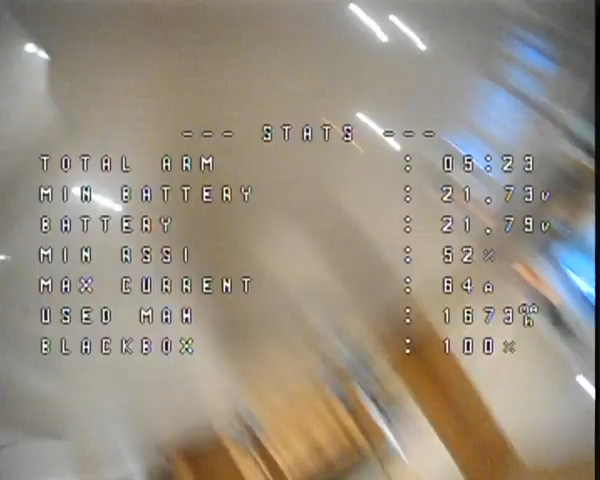 --- STATS ---
TOTAL ARM : 05:23
MIN BATTERY : 21.73V
BATTERY : 21.79V
MIN RSSI : 52%
MAX CURRENT : 64A
USED MAH : 1673MAH
BLACKBOX : 100%